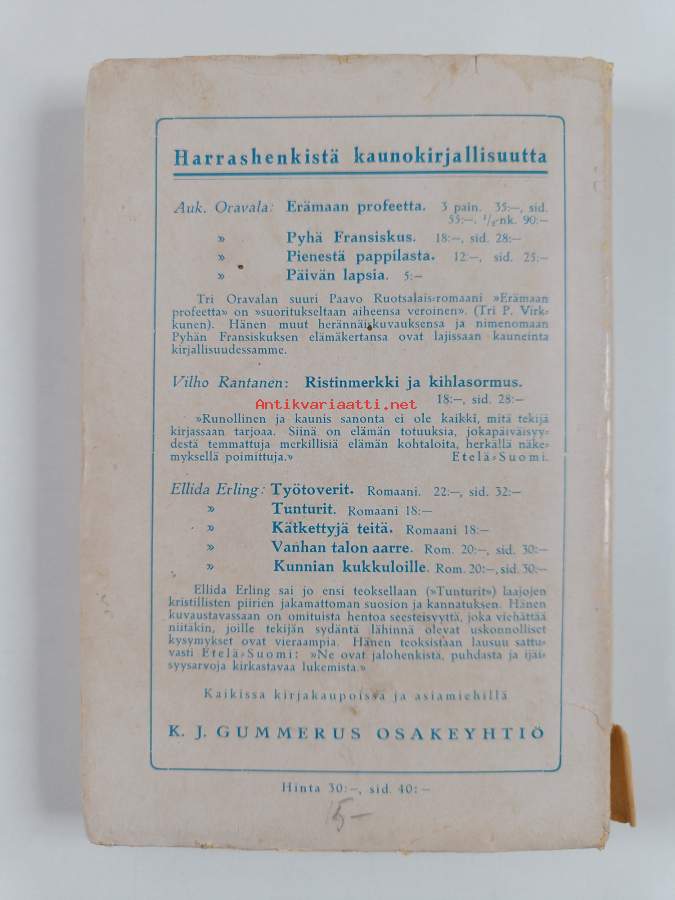 Harrashenkistä kaunokirjallisuutta
Auk. Oravala: Erämaan profeetta. 3 pain. 35:—, sid.
55:—. ¹/₂-nk. 90:—
» Pyhä Fransiskus. 18:—, sid. 28:—
» Pienestä pappilasta. 12:—, sid. 25:—
» Päivän lapsia. 5:—
Tri Oravalan suuri Paavo Ruotsalais-romaani »Erämaan
profeetta» on »suoritukseltaan aiheensa veroinen». (Tri P. Virk-
kunen). Hänen muut herännäiskuvauksensa ja nimenomaan
Pyhän Fransiskuksen elämäkertansa ovat lajissaan kauneinta
kirjallisuudessamme.
Vilho Rantanen: Ristinmerkki ja kihlasormus.
18:—, sid. 28:—
Antikvariaatti.net
»Runollinen ja kaunis sanonta ei ole kaikki, mitä tekijä
kirjassaan tarjoaa. Siinä on elämän totuuksia, jokapäiväisyy-
destä temmattuja merkillisiä elämän kohtaloita, herkällä näke-
myksellä poimittuja.» Etelä-Suomi.
Ellida Erling: Työtoverit. Romaani. 22:—, sid. 32:—
» Tunturit. Romaani 18:—
» Kätkettyjä teitä. Romaani 18:—
» Vanhan talon aarre. Rom. 20:—, sid. 30:—
» Kunnian kukkuloille. Rom. 20:—, sid. 30:—
Ellida Erling sai jo ensi teoksellaan (»Tunturit») laajojen
kristillisten piirien jakamattoman suosion ja kannatuksen. Hänen
kuvaustavassaan on omituista hentoa seesteisyyttä, joka viehättää
niitäkin, joille tekijän sydäntä lähinnä olevat uskonnolliset
kysymykset ovat vieraampia. Hänen teoksistaan lausuu sattu-
vasti Etelä-Suomi: »Ne ovat jalohenkistä, puhdasta ja ijäi-
syysarvoja kirkastavaa lukemista.»
Kaikissa kirjakaupoissa ja asiamiehillä
K. J. GUMMERUS OSAKEYHTIÖ
Hinta 30:—, sid. 40:—
15—